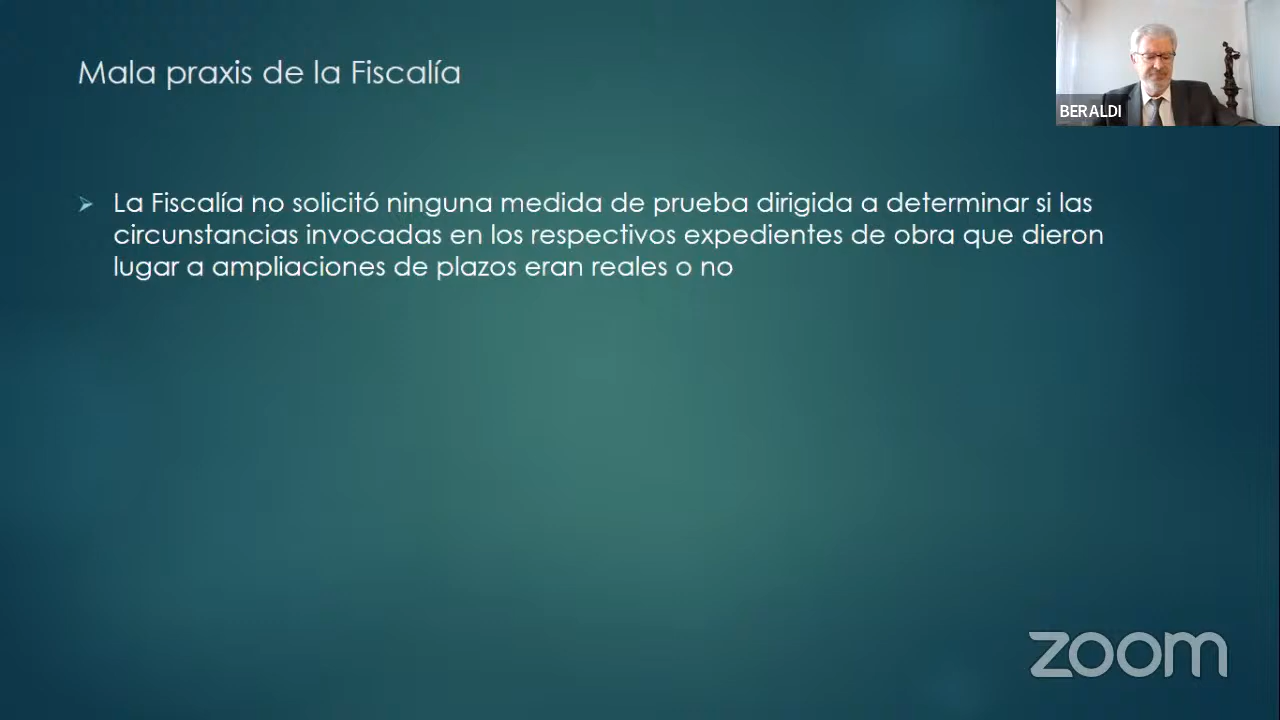 Mala praxis de la Fiscalía
BERALDI
La Fiscalía no solicitó ninguna medida de prueba dirigida a determinar si las
circunstancias invocadas en los respectivos expedientes de obra que dieron
lugar a ampliaciones de plazos eran reales o no
zoom